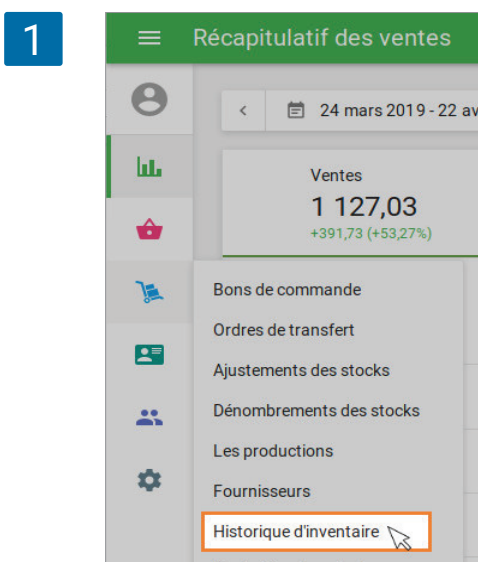 1
Récapitulatif des ventes
24 mars 2019 - 22 av
Ventes
1 127,03
+391,73 (+53,27%)
Bons de commande
Ordres de transfert
Ajustements des stocks
Dénombrements des stocks
Les productions
Fournisseurs
Historique d'inventaire